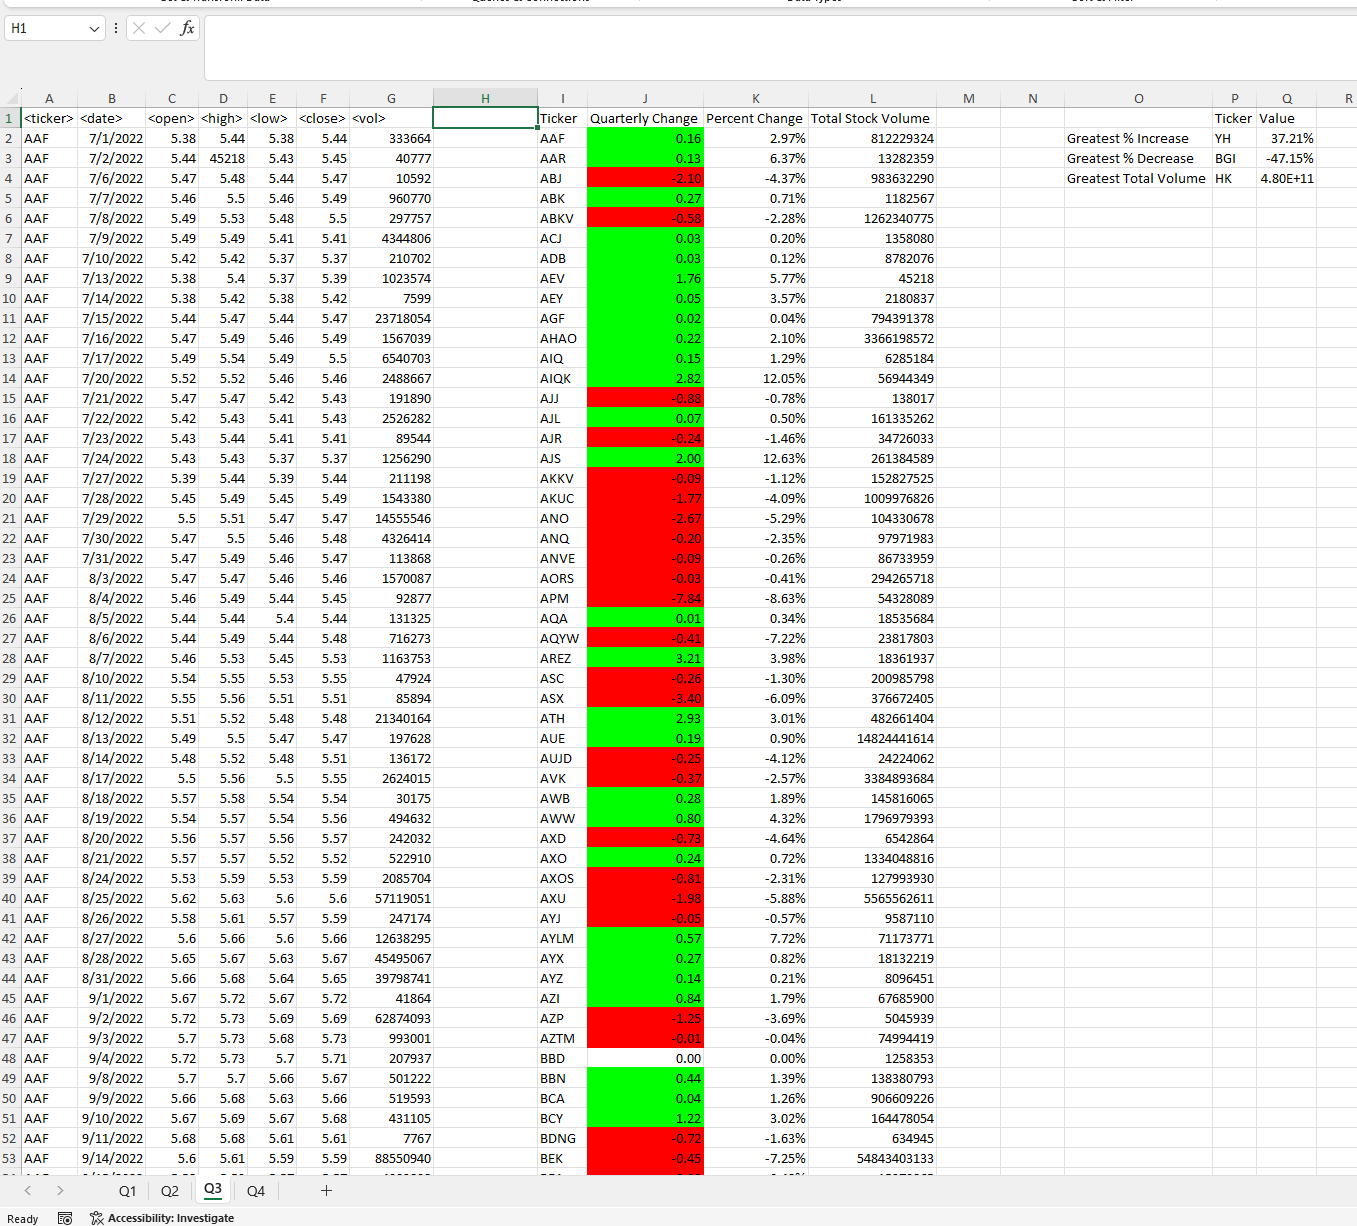 H1
fx
A B C D E F G H I J K L M N O P Q R
1 <ticker> <date> <open> <high> <low> <close> <vol> Ticker Quarterly Change Percent Change Total Stock Volume Ticker Value
2 AAF 7/1/2022 5.38 5.44 5.38 5.44 333664 AAF 0.16 2.97% 812229324 Greatest % Increase YH 37.21%
3 AAF 7/2/2022 5.44 45218 5.43 5.45 40777 AAR 0.13 6.37% 13282359 Greatest % Decrease BGI -47.15%
4 AAF 7/6/2022 5.47 5.48 5.44 5.47 10592 ABJ -2.10 -4.37% 983632290 Greatest Total Volume HK 4.80E+11
5 AAF 7/7/2022 5.46 5.5 5.46 5.49 960770 ABK 0.27 0.71% 1182567
6 AAF 7/8/2022 5.49 5.53 5.48 5.5 297757 ABKV -0.58 -2.28% 1262340775
7 AAF 7/9/2022 5.49 5.49 5.41 5.41 4344806 ACJ 0.03 0.20% 1358080
8 AAF 7/10/2022 5.42 5.42 5.37 5.37 210702 ADB 0.03 0.12% 8782076
9 AAF 7/13/2022 5.38 5.4 5.37 5.39 1023574 AEV 1.76 5.77% 45218
10 AAF 7/14/2022 5.38 5.42 5.38 5.42 7599 AEY 0.05 3.57% 2180837
11 AAF 7/15/2022 5.44 5.47 5.44 5.47 23718054 AGF 0.02 0.04% 794391378
12 AAF 7/16/2022 5.47 5.49 5.46 5.49 1567039 AHAO 0.22 2.10% 3366198572
13 AAF 7/17/2022 5.49 5.54 5.49 5.5 6540703 AIQ 0.15 1.29% 6285184
14 AAF 7/20/2022 5.52 5.52 5.46 5.46 2488667 AIQK 2.82 12.05% 56944349
15 AAF 7/21/2022 5.47 5.47 5.42 5.43 191890 AJJ -0.88 -0.78% 138017
16 AAF 7/22/2022 5.42 5.43 5.41 5.43 2526282 AJL 0.07 0.50% 161335262
17 AAF 7/23/2022 5.43 5.44 5.41 5.41 89544 AJR -0.24 -1.46% 34726033
18 AAF 7/24/2022 5.43 5.43 5.37 5.37 1256290 AJS 2.00 12.63% 261384589
19 AAF 7/27/2022 5.39 5.44 5.39 5.44 211198 AKKV -0.09 -1.12% 152827525
20 AAF 7/28/2022 5.45 5.49 5.45 5.49 1543380 AKUC -1.77 -4.09% 1009976826
21 AAF 7/29/2022 5.5 5.51 5.47 5.47 14555546 ANO -2.67 -5.29% 104330678
22 AAF 7/30/2022 5.47 5.5 5.46 5.48 4326414 ANQ -0.20 -2.35% 97971983
23 AAF 7/31/2022 5.47 5.49 5.46 5.47 113868 ANVE -0.09 -0.26% 86733959
24 AAF 8/3/2022 5.47 5.47 5.46 5.46 1570087 AORS -0.03 -0.41% 294265718
25 AAF 8/4/2022 5.46 5.49 5.44 5.45 92877 APM -7.84 -8.63% 54328089
26 AAF 8/5/2022 5.44 5.44 5.4 5.44 131325 AQA 0.01 0.34% 18535684
27 AAF 8/6/2022 5.44 5.49 5.44 5.48 716273 AQYW -0.41 -7.22% 23817803
28 AAF 8/7/2022 5.46 5.53 5.45 5.53 1163753 AREZ 3.21 3.98% 18361937
29 AAF 8/10/2022 5.54 5.55 5.53 5.55 47924 ASC -0.26 -1.30% 200985798
30 AAF 8/11/2022 5.55 5.56 5.51 5.51 85894 ASX -3.40 -6.09% 376672405
31 AAF 8/12/2022 5.51 5.52 5.48 5.48 21340164 ATH 2.93 3.01% 482661404
32 AAF 8/13/2022 5.49 5.5 5.47 5.47 197628 AUE 0.19 0.90% 14824441614
33 AAF 8/14/2022 5.48 5.52 5.48 5.51 136172 AUJD -0.25 -4.12% 24224062
34 AAF 8/17/2022 5.5 5.56 5.5 5.55 2624015 AVK -0.37 -2.57% 3384893684
35 AAF 8/18/2022 5.57 5.58 5.54 5.54 30175 AWB 0.28 1.89% 145816065
36 AAF 8/19/2022 5.54 5.57 5.54 5.56 494632 AWW 0.80 4.32% 1796979393
37 AAF 8/20/2022 5.56 5.57 5.56 5.57 242032 AXD -0.73 -4.64% 6542864
38 AAF 8/21/2022 5.57 5.57 5.52 5.52 522910 AXO 0.24 0.72% 1334048816
39 AAF 8/24/2022 5.53 5.59 5.53 5.59 2085704 AXOS -0.81 -2.31% 127993930
40 AAF 8/25/2022 5.62 5.63 5.6 5.6 57119051 AXU -1.98 -5.88% 5565562611
41 AAF 8/26/2022 5.58 5.61 5.57 5.59 247174 AYJ -0.05 -0.57% 9587110
42 AAF 8/27/2022 5.6 5.66 5.6 5.66 12638295 AYLM 0.57 7.72% 71173771
43 AAF 8/28/2022 5.65 5.67 5.63 5.67 45495067 AYX 0.27 0.82% 18132219
44 AAF 8/31/2022 5.66 5.68 5.64 5.65 39798741 AYZ 0.14 0.21% 8096451
45 AAF 9/1/2022 5.67 5.72 5.67 5.72 41864 AZI 0.84 1.79% 67685900
46 AAF 9/2/2022 5.72 5.73 5.69 5.69 62874093 AZP -1.25 -3.69% 5045939
47 AAF 9/3/2022 5.7 5.73 5.68 5.73 993001 AZTM -0.01 -0.04% 74994419
48 AAF 9/4/2022 5.72 5.73 5.7 5.71 207937 BBD 0.00 0.00% 1258353
49 AAF 9/8/2022 5.7 5.7 5.66 5.67 501222 BBN 0.44 1.39% 138380793
50 AAF 9/9/2022 5.66 5.68 5.63 5.66 519593 BCA 0.04 1.26% 906609226
51 AAF 9/10/2022 5.67 5.69 5.67 5.68 431105 BCY 1.22 3.02% 164478054
52 AAF 9/11/2022 5.68 5.68 5.61 5.61 7767 BDNG -0.72 -1.63% 634945
53 AAF 9/14/2022 5.6 5.61 5.59 5.59 88550940 BEK -0.45 -7.25% 54843403133
Q1 Q2 Q3 Q4
Ready Accessibility: Investigate